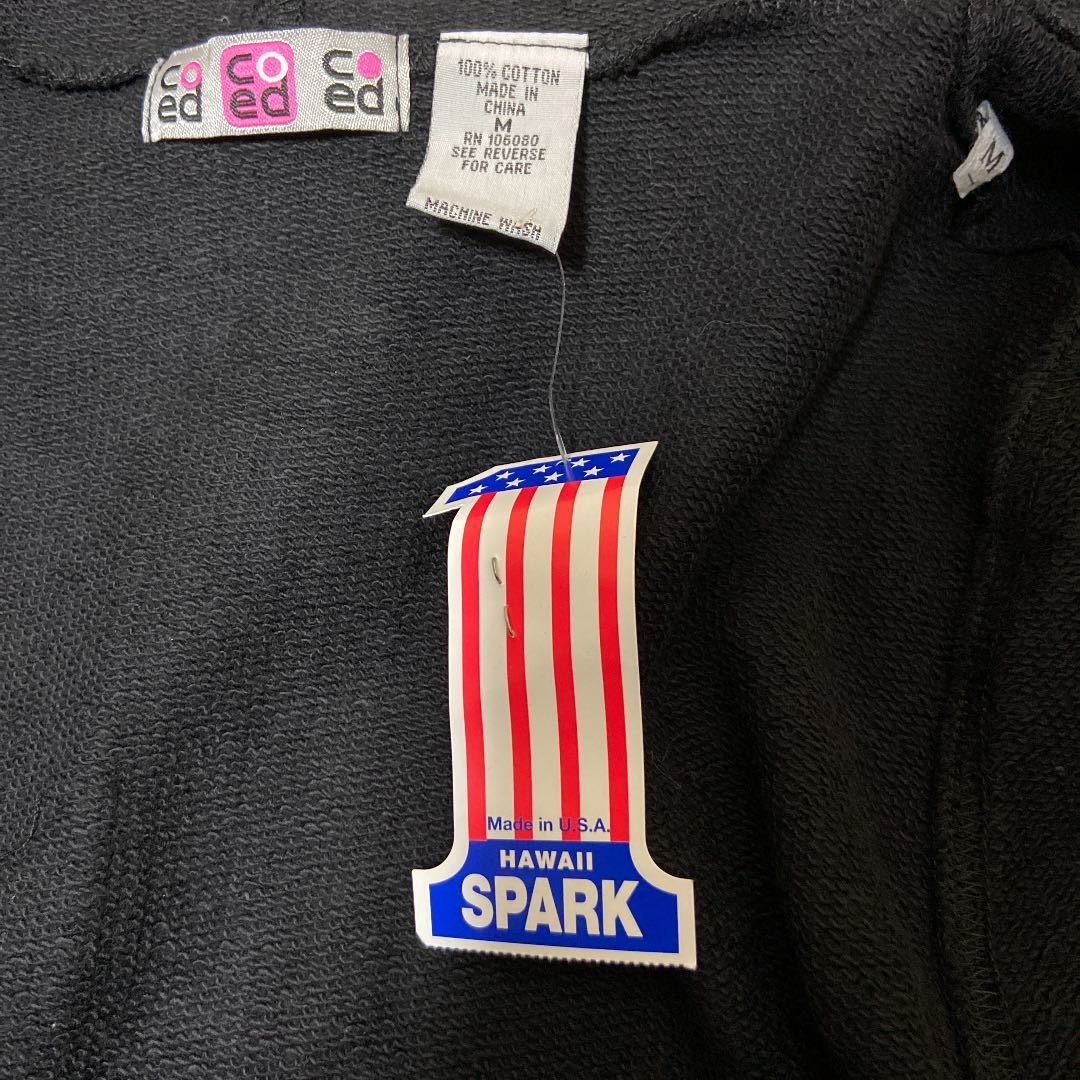 co
ed
co
ed
co
ed
100% COTTON
MADE IN
CHINA
M
RN 106080
SEE REVERSE
FOR CARE
MACHINE WASH
M
Made in U.S.A.
HAWAII
SPARK